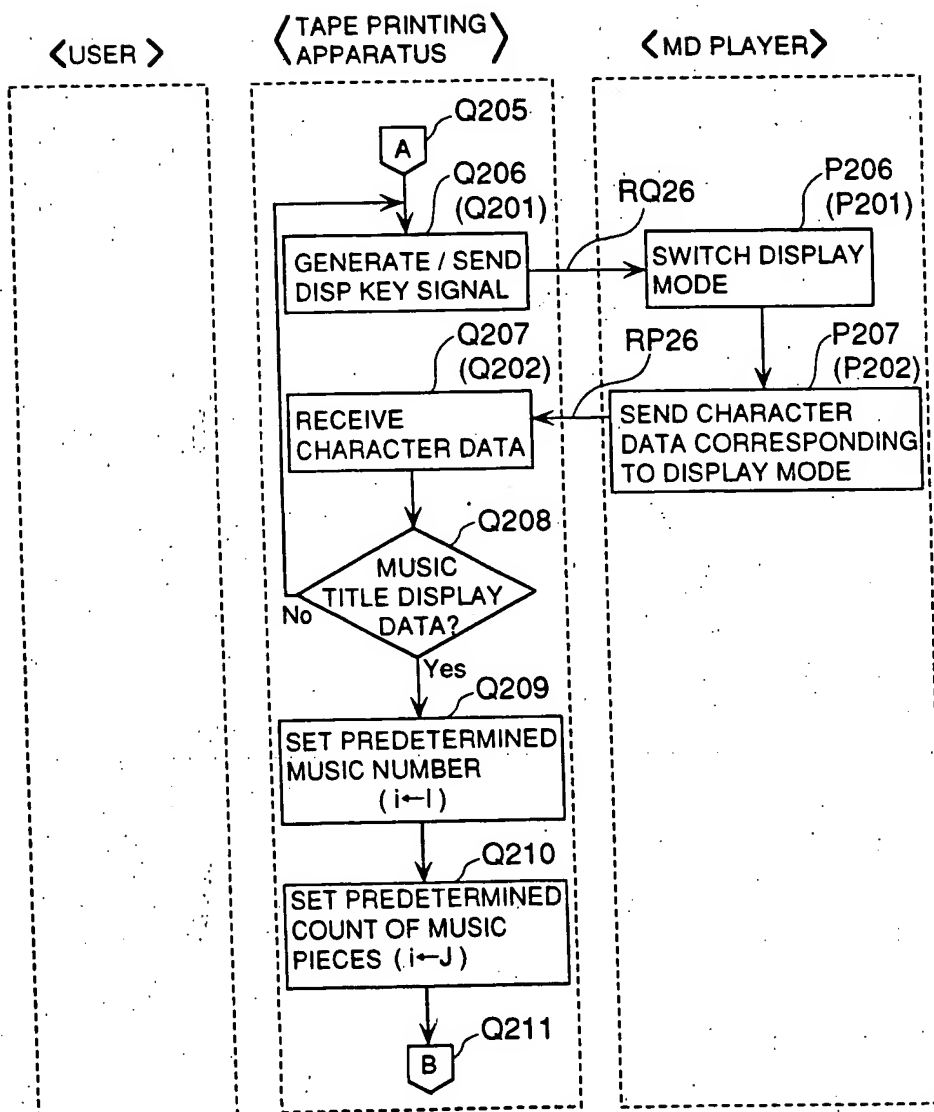 <USER>
<TAPE PRINTING
APPARATUS>
<MD PLAYER>
A
Q205
Q206
(Q201)
GENERATE / SEND
DISP KEY SIGNAL
RQ26
P206
(P201)
SWITCH DISPLAY
MODE
Q207
(Q202)
RECEIVE
CHARACTER DATA
RP26
P207
(P202)
SEND CHARACTER
DATA CORRESPONDING
TO DISPLAY MODE
Q208
MUSIC
TITLE DISPLAY
DATA?
No
Yes
Q209
SET PREDETERMINED
MUSIC NUMBER
(i←I)
Q210
SET PREDETERMINED
COUNT OF MUSIC
PIECES (i←J)
B
Q211